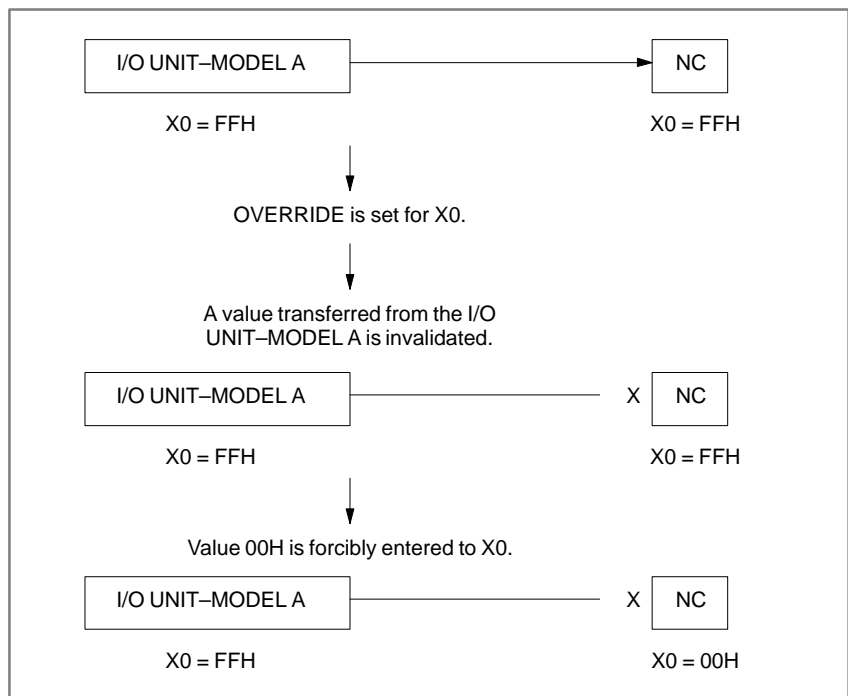 I/O UNIT–MODEL A NC
X0 = FFH X0 = FFH
OVERRIDE is set for X0.
A value transferred from the I/O
UNIT–MODEL A is invalidated.
I/O UNIT–MODEL A X NC
X0 = FFH X0 = FFH
Value 00H is forcibly entered to X0.
I/O UNIT–MODEL A X NC
X0 = FFH X0 = 00H